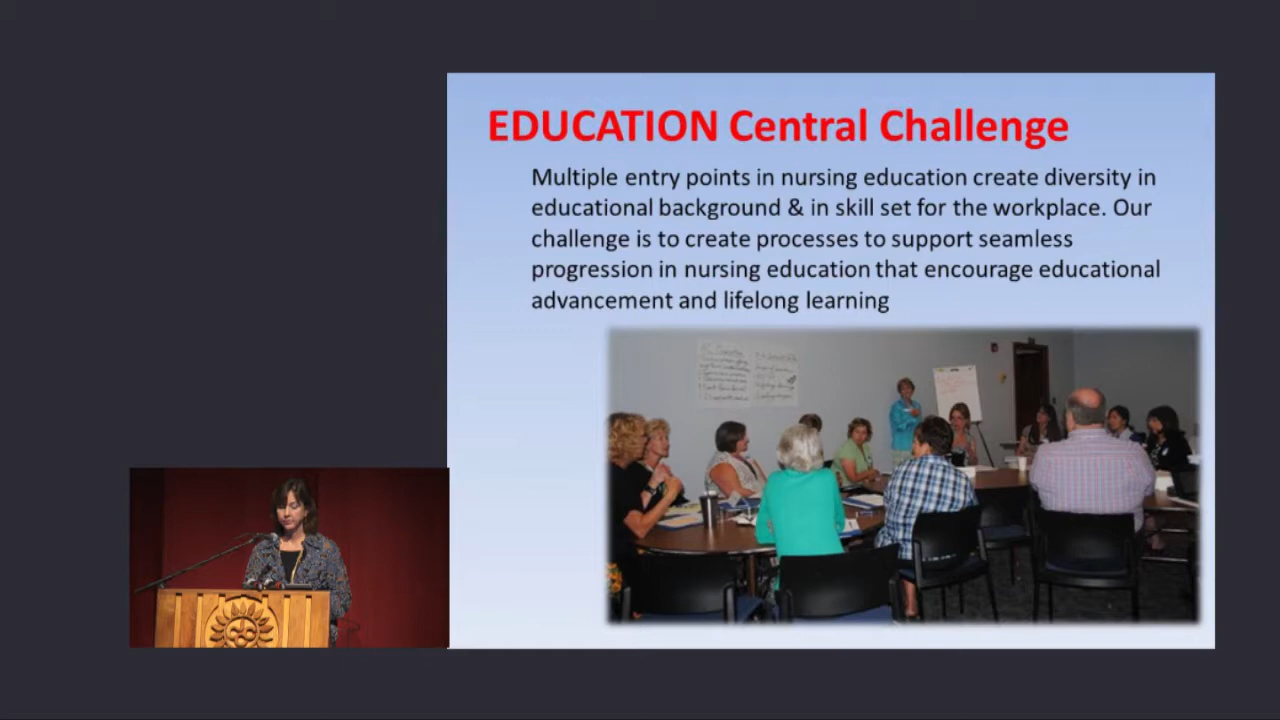 EDUCATION Central Challenge
Multiple entry points in nursing education create diversity in
educational background & in skill set for the workplace. Our
challenge is to create processes to support seamless
progression in nursing education that encourage educational
advancement and lifelong learning